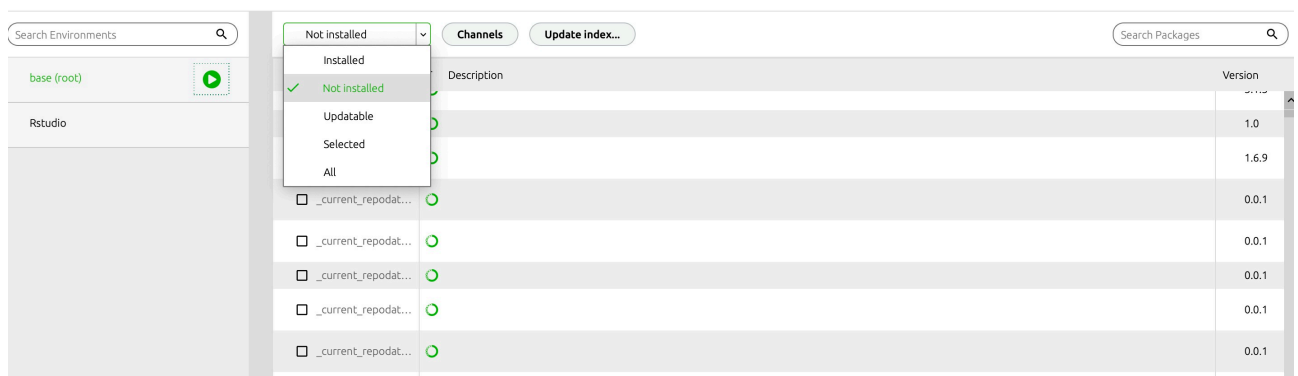 Search Environments
Not installed
Channels
Update index...
Search Packages
base (root)
Rstudio
Installed
Not installed
Updatable
Selected
All
Description
Version
1.0
1.6.9
_current_repodat... 0.0.1
_current_repodat... 0.0.1
_current_repodat... 0.0.1
_current_repodat... 0.0.1
_current_repodat... 0.0.1